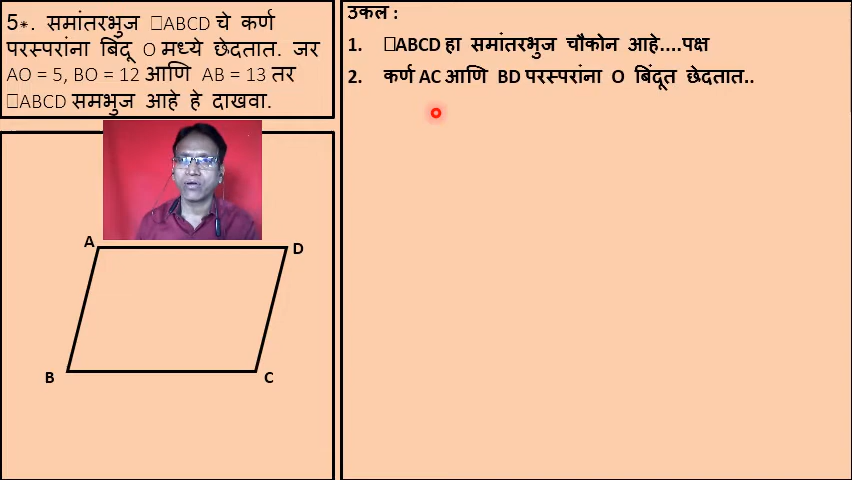 5*. समांतरभुज □ABCD चे कर्ण
परस्परांना बिंदू O मध्ये छेदतात. जर
AO = 5, BO = 12 आणि AB = 13 तर
□ABCD समभुज आहे हे दाखवा.
उकल :
1. □ABCD हा समांतरभुज चौकोन आहे....पक्ष
2. कर्ण AC आणि BD परस्परांना O बिंदूत छेदतात..
A
D
B
C